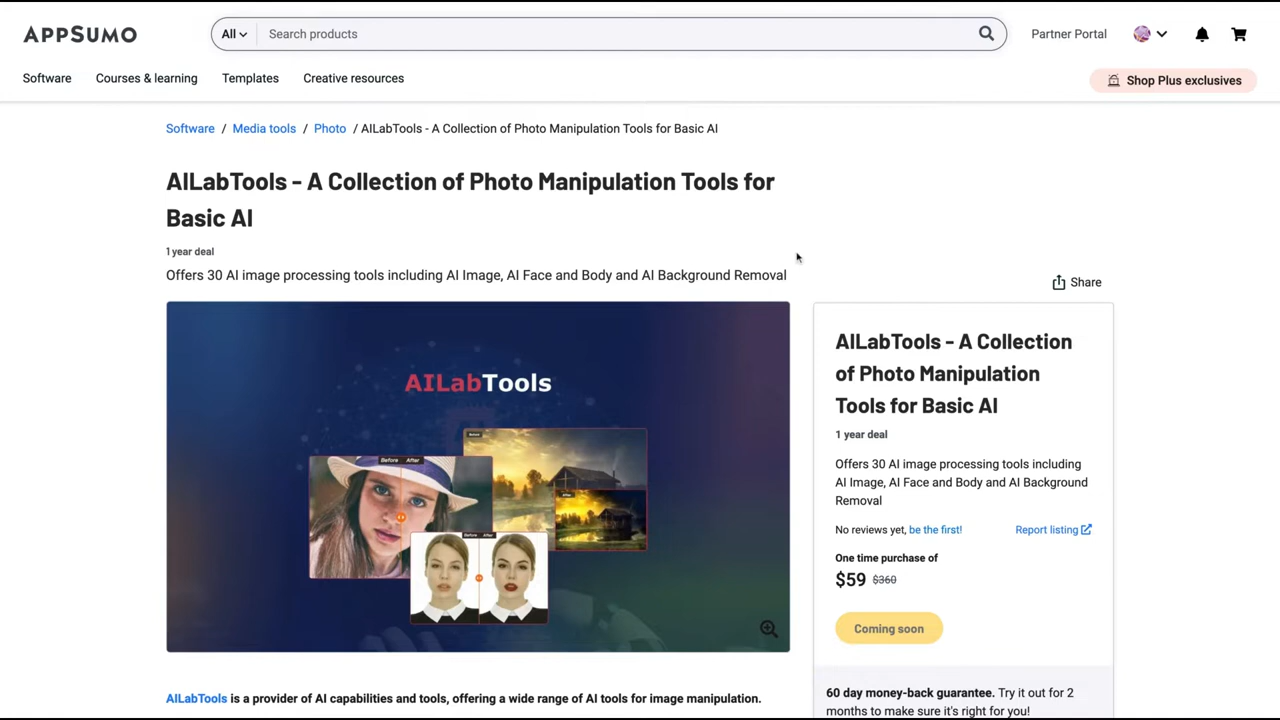 APPSUMO
All
Search products
Partner Portal
Software
Courses & learning
Templates
Creative resources
Shop Plus exclusives
Software / Media tools / Photo / AILabTools - A Collection of Photo Manipulation Tools for Basic AI
AILabTools - A Collection of Photo Manipulation Tools for
Basic AI
1 year deal
Offers 30 AI image processing tools including AI Image, AI Face and Body and AI Background Removal
Share
AILabTools
Before
Before After
After
Before After
AILabTools - A Collection
of Photo Manipulation
Tools for Basic AI
1 year deal
Offers 30 AI image processing tools including
AI Image, AI Face and Body and AI Background
Removal
No reviews yet, be the first!
Report listing
One time purchase of
$59 $360
Coming soon
60 day money-back guarantee. Try it out for 2
months to make sure it's right for you!
AILabTools is a provider of AI capabilities and tools, offering a wide range of AI tools for image manipulation.